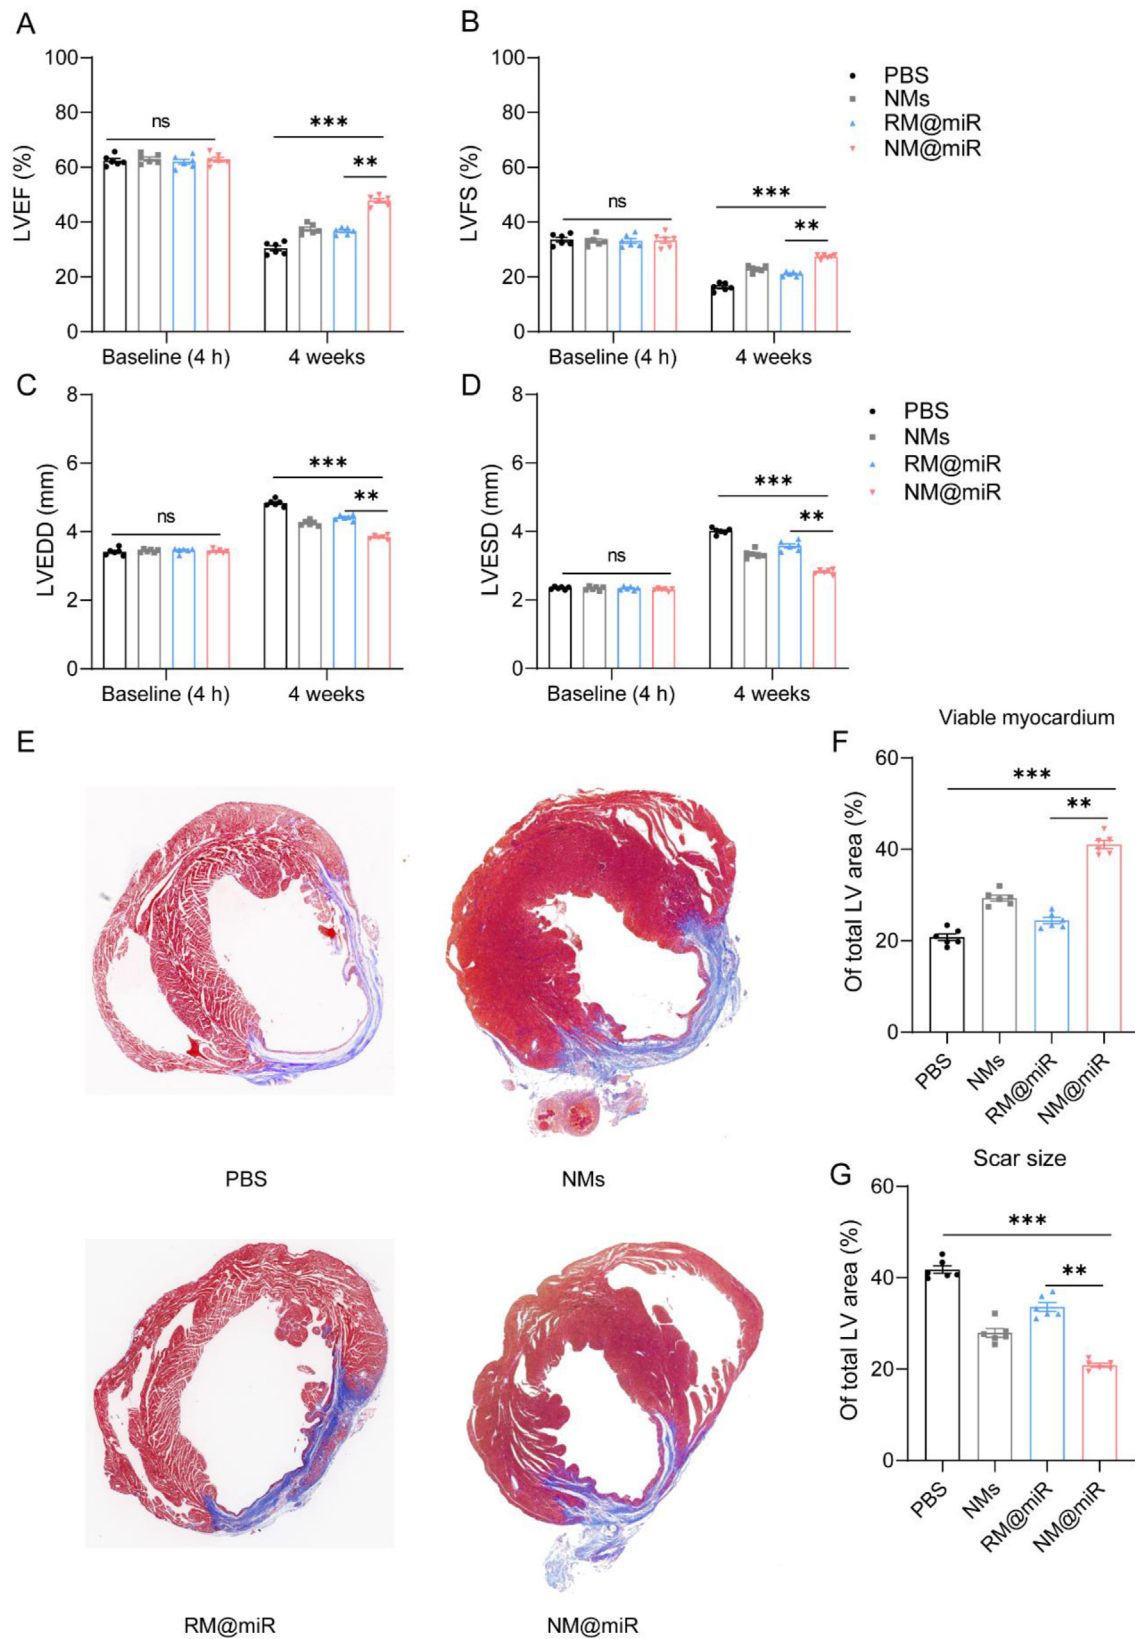 A
LVEF (%)
100
80
60
40
20
0
ns
***
**
Baseline (4 h)
4 weeks
B
LVFS (%)
100
80
60
40
20
0
ns
***
**
Baseline (4 h)
4 weeks
PBS
NMs
RM@miR
NM@miR
C
LVEDD (mm)
8
6
4
2
0
ns
***
**
Baseline (4 h)
4 weeks
D
LVESD (mm)
8
6
4
2
0
ns
***
**
Baseline (4 h)
4 weeks
PBS
NMs
RM@miR
NM@miR
E
PBS
NMs
RM@miR
NM@miR
F
Viable myocardium
Of total LV area (%)
60
40
20
0
***
**
PBS
NMs
RM@miR
NM@miR
G
Scar size
Of total LV area (%)
60
40
20
0
***
**
PBS
NMs
RM@miR
NM@miR